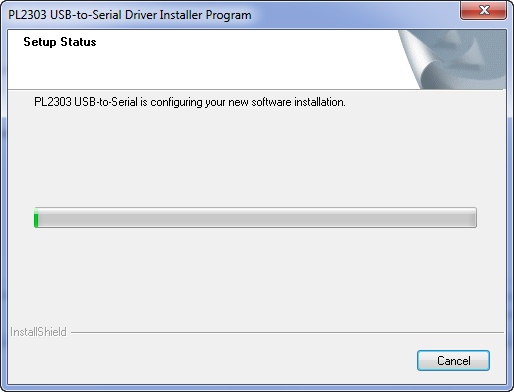 PL2303 USB-to-Serial Driver Installer Program
Setup Status
PL2303 USB-to-Serial is configuring your new software installation.
InstallShield
Cancel